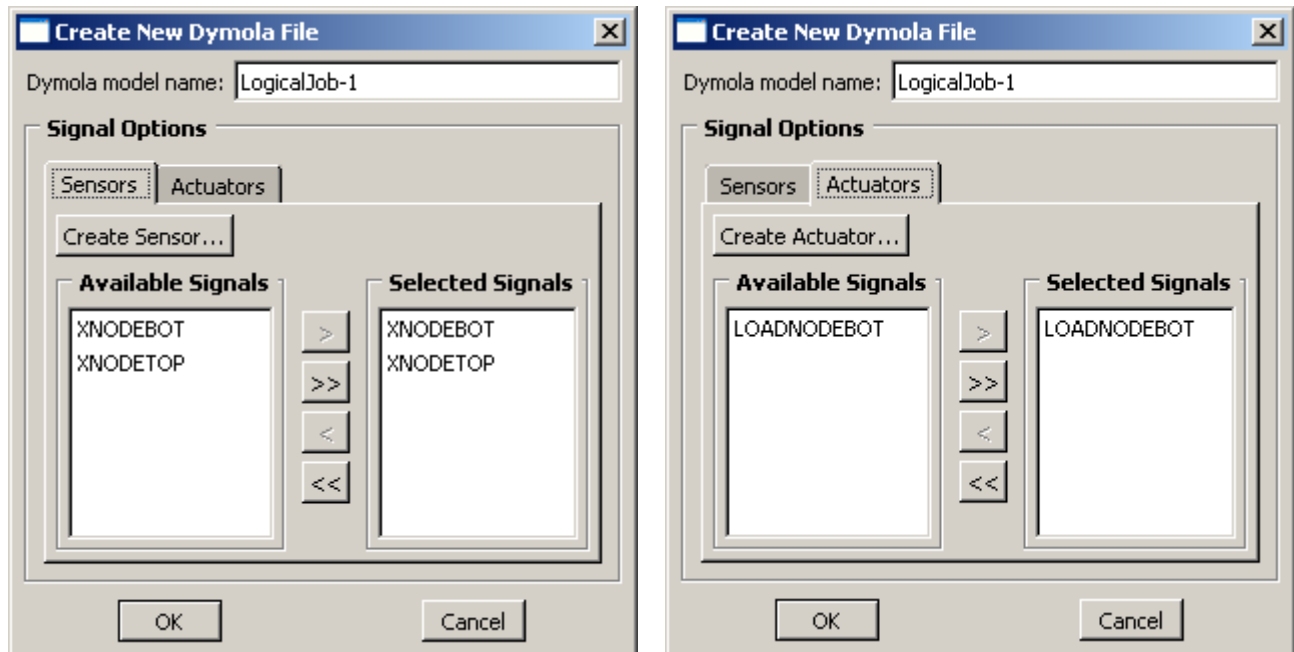 Create New Dymola File
Dymola model name: LogicalJob-1
Signal Options
Sensors Actuators
Create Sensor...
Available Signals Selected Signals
XNODEBOT > XNODEBOT
XNODETOP XNODETOP
>>
<
<<
OK Cancel
Create New Dymola File
Dymola model name: LogicalJob-1
Signal Options
Sensors Actuators
Create Actuator...
Available Signals Selected Signals
LOADNODEBOT > LOADNODEBOT
>>
<
<<
OK Cancel